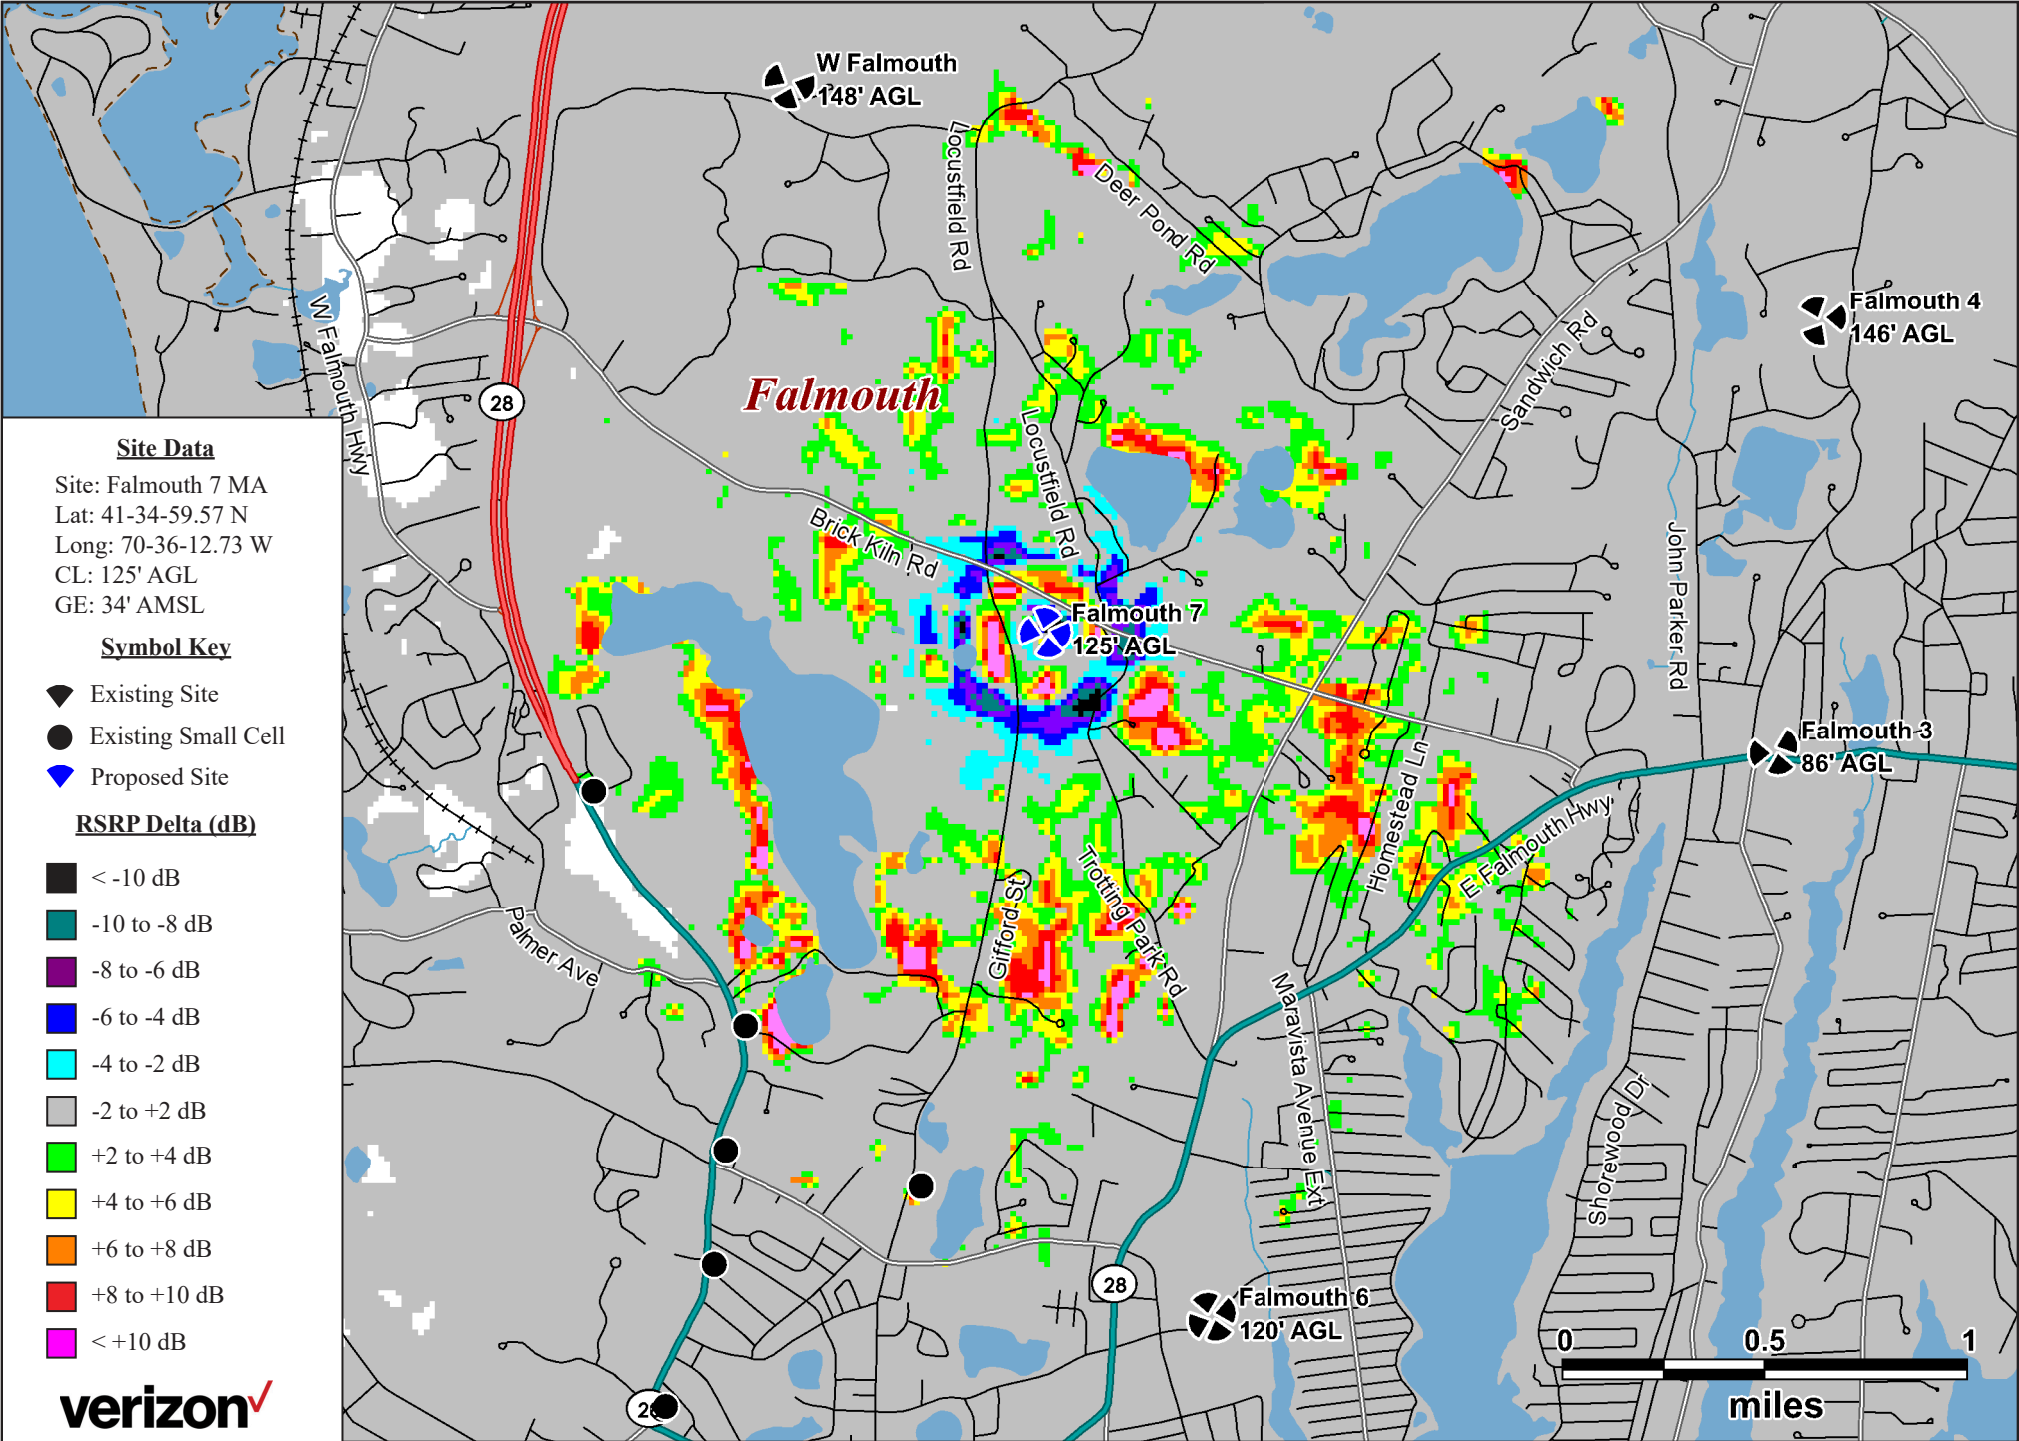 W Falmouth
148' AGL
Locustfield Rd
Deer Pond Rd
W Falmouth Hwy
Falmouth 4
146' AGL
Sandwich Rd
28
Falmouth
Locustfield Rd
Brick Kiln Rd
John Parker Rd
Falmouth 7
125' AGL
Falmouth 3
86' AGL
Homestead Ln
E Falmouth Hwy
Trotting Park Rd
Gifford St
Palmer Ave
Maravista Avenue Ext
Shorewood Dr
28
Falmouth 6
120' AGL
0 0.5 1
miles
Site Data
Site: Falmouth 7 MA
Lat: 41-34-59.57 N
Long: 70-36-12.73 W
CL: 125' AGL
GE: 34' AMSL
Symbol Key
Existing Site
Existing Small Cell
Proposed Site
RSRP Delta (dB)
< -10 dB
-10 to -8 dB
-8 to -6 dB
-6 to -4 dB
-4 to -2 dB
-2 to +2 dB
+2 to +4 dB
+4 to +6 dB
+6 to +8 dB
+8 to +10 dB
< +10 dB
verizon